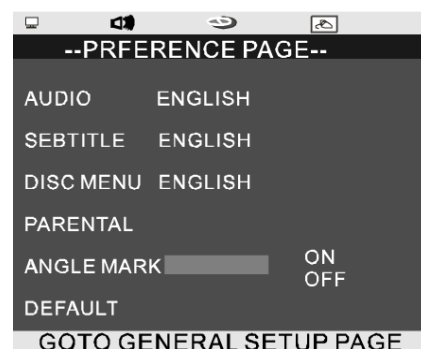 --PRFERENCE PAGE--
AUDIO ENGLISH
SEBTITLE ENGLISH
DISC MENU ENGLISH
PARENTAL
ANGLE MARK ON
OFF
DEFAULT
GOTO GENERAL SETUP PAGE